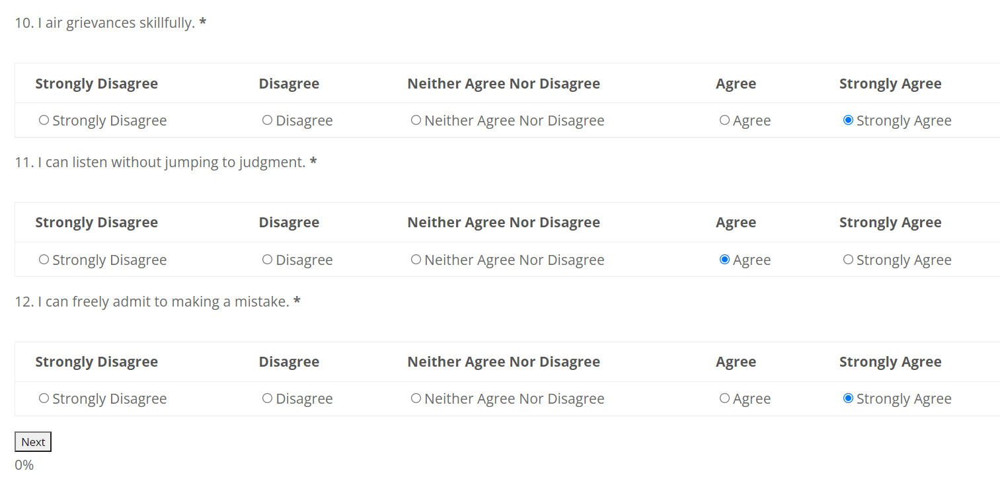 10. I air grievances skillfully. *
Strongly Disagree Disagree Neither Agree Nor Disagree Agree Strongly Agree
Strongly Disagree Disagree Neither Agree Nor Disagree Agree Strongly Agree
11. I can listen without jumping to judgment. *
Strongly Disagree Disagree Neither Agree Nor Disagree Agree Strongly Agree
Strongly Disagree Disagree Neither Agree Nor Disagree Agree Strongly Agree
12. I can freely admit to making a mistake. *
Strongly Disagree Disagree Neither Agree Nor Disagree Agree Strongly Agree
Strongly Disagree Disagree Neither Agree Nor Disagree Agree Strongly Agree
Next
0%